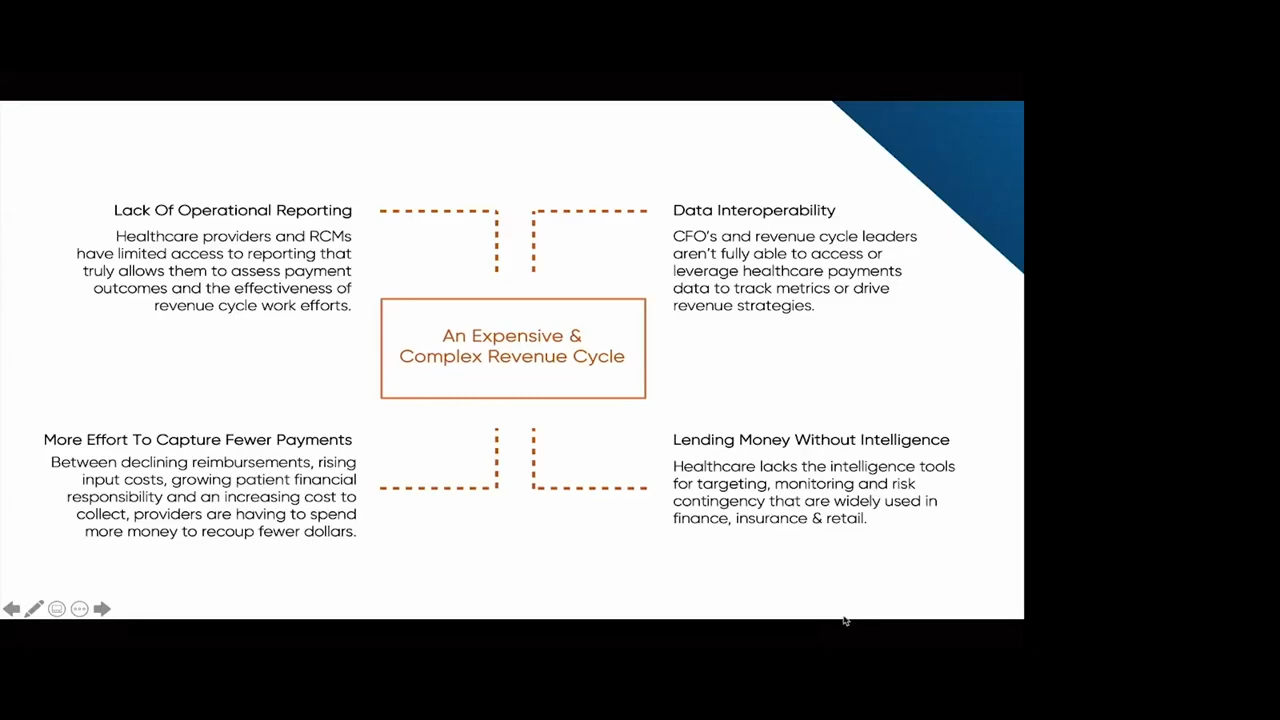 Lack Of Operational Reporting
Healthcare providers and RCMs
have limited access to reporting that
truly allows them to assess payment
outcomes and the effectiveness of
revenue cycle work efforts.
Data Interoperability
CFO's and revenue cycle leaders
aren't fully able to access or
leverage healthcare payments
data to track metrics or drive
revenue strategies.
An Expensive &
Complex Revenue Cycle
More Effort To Capture Fewer Payments
Between declining reimbursements, rising
input costs, growing patient financial
responsibility and an increasing cost to
collect, providers are having to spend
more money to recoup fewer dollars.
Lending Money Without Intelligence
Healthcare lacks the intelligence tools
for targeting, monitoring and risk
contingency that are widely used in
finance, insurance & retail.